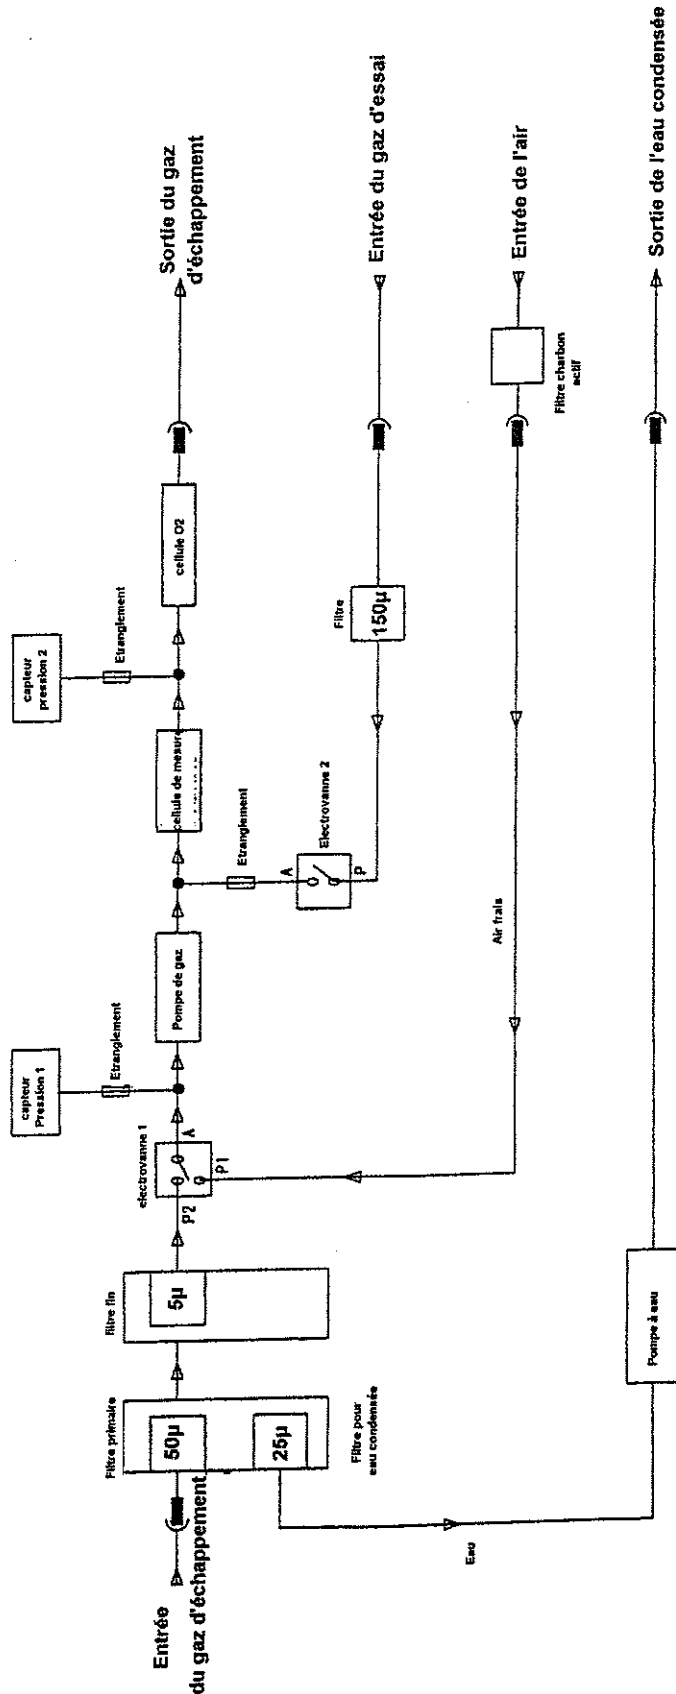 capteur
Pression 1
capteur
pression 2
Etranglement
Etranglement
Filtre primaire
filtre fin
electrovanne 1
Entrée
du gaz d'échappement
50µ
5µ
P2
A
P1
Pompe de gaz
cellule de mesure
cellule O2
Sortie du gaz
d'échappement
25µ
Filtre pour
eau condensée
Etranglement
A
P
Electrovanne 2
Filtre
150µ
Entrée du gaz d'essai
Eau
Air frais
Filtre charbon
actif
Entrée de l'air
Pompe à eau
Sortie de l'eau condensée